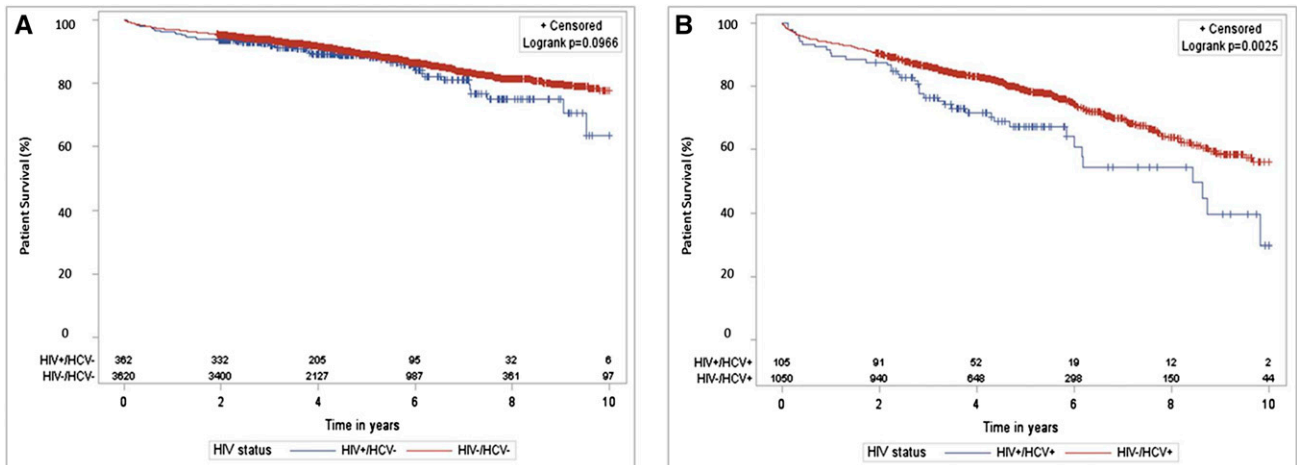 A
+ Censored
Logrank p=0.0966
Patient Survival (%)
100
80
60
40
20
0
HIV+/HCV- 362 332 205 95 32 6
HIV-/HCV- 3620 3400 2127 987 361 97
0 2 4 6 8 10
Time in years
HIV status HIV+/HCV- HIV-/HCV-
B
+ Censored
Logrank p=0.0025
Patient Survival (%)
100
80
60
40
20
0
HIV+/HCV+ 105 91 52 19 12 2
HIV-/HCV+ 1050 940 648 298 150 44
0 2 4 6 8 10
Time in years
HIV status HIV+/HCV+ HIV-/HCV+